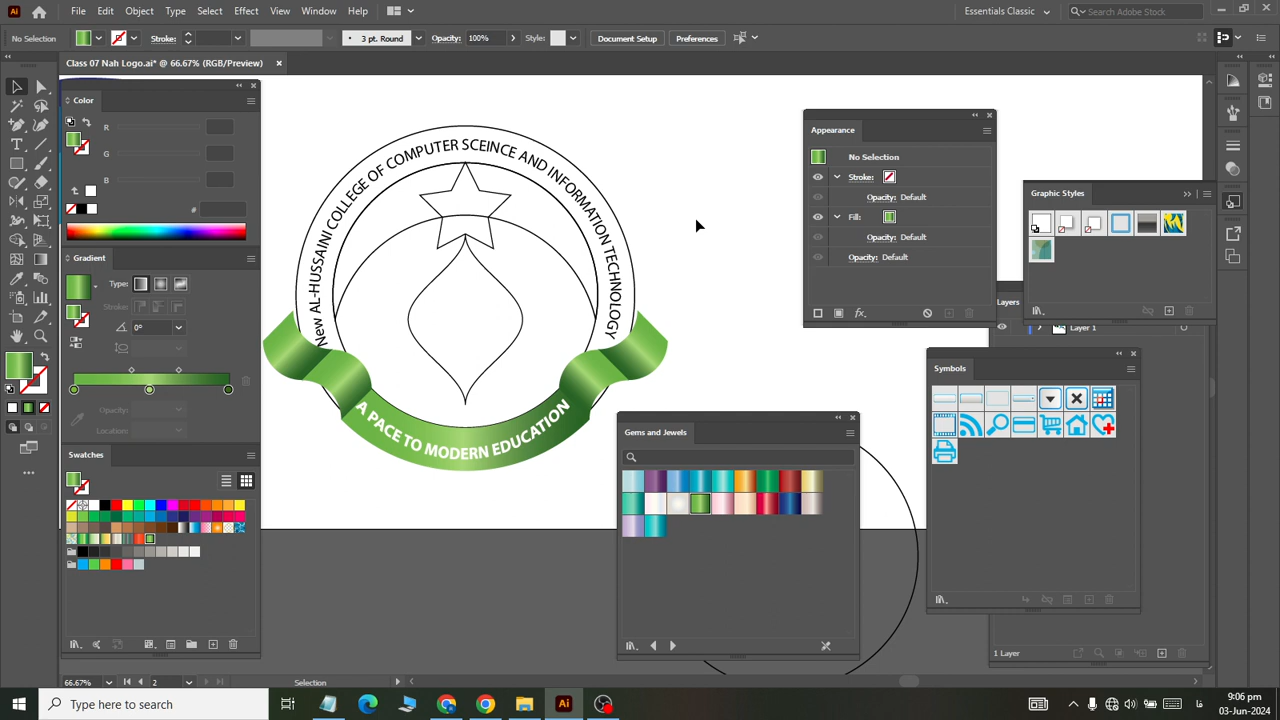 File Edit Object Type Select Effect View Window Help
Essentials Classic
Search Adobe Stock
No Selection
Stroke:
3 pt. Round
Opacity: 100%
Style:
Document Setup
Preferences
Class 07 Nah Logo.ai* @ 66.67% (RGB/Preview)
Color
R
G
B
#
Gradient
Type:
Stroke:
0°
Opacity:
Location:
Swatches
New AL-HUSSAINI COLLEGE OF COMPUTER SCEINCE AND INFORMATION TECHNOLOGY
A PACE TO MODERN EDUCATION
Appearance
No Selection
Stroke:
Opacity: Default
Fill:
Opacity: Default
Opacity: Default
Graphic Styles
Layers
Layer 1
Symbols
Gems and Jewels
1 Layer
66.67%
2
Selection
Type here to search
9:06 pm
03-Jun-2024